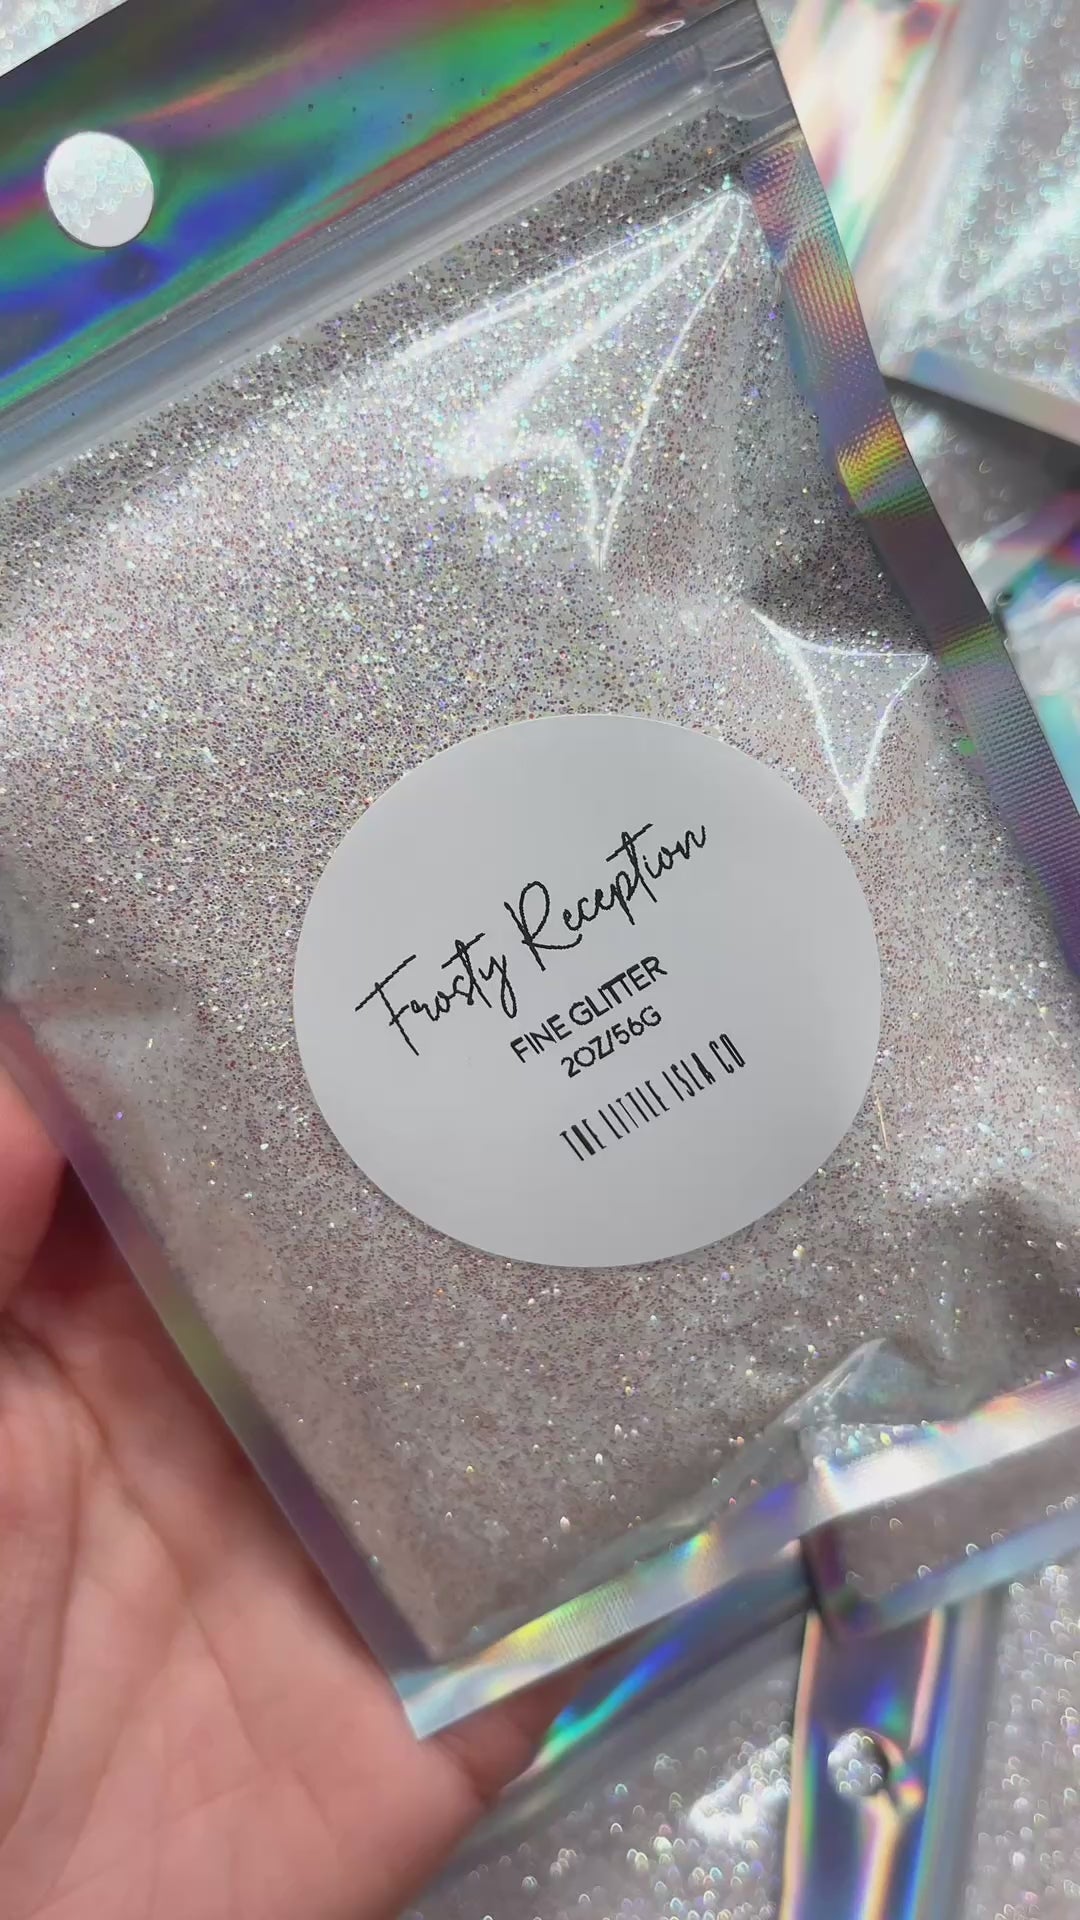 Frosty Reception
FINE GLITTER
2OZ/56G
THE LITTLE ISLA CO